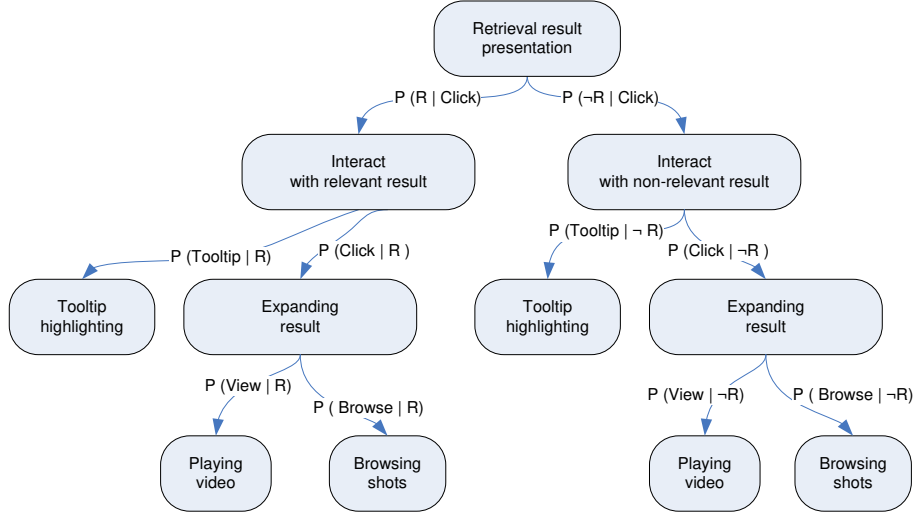 Retrieval result
presentation
P (R | Click)
P (¬R | Click)
Interact
with relevant result
Interact
with non-relevant result
P (Tooltip | R)
P (Click | R )
P (Tooltip | ¬ R)
P (Click | ¬R )
Tooltip
highlighting
Expanding
result
Tooltip
highlighting
Expanding
result
P (View | R)
P ( Browse | R)
P (View | ¬R)
P ( Browse | ¬R)
Playing
video
Browsing
shots
Playing
video
Browsing
shots